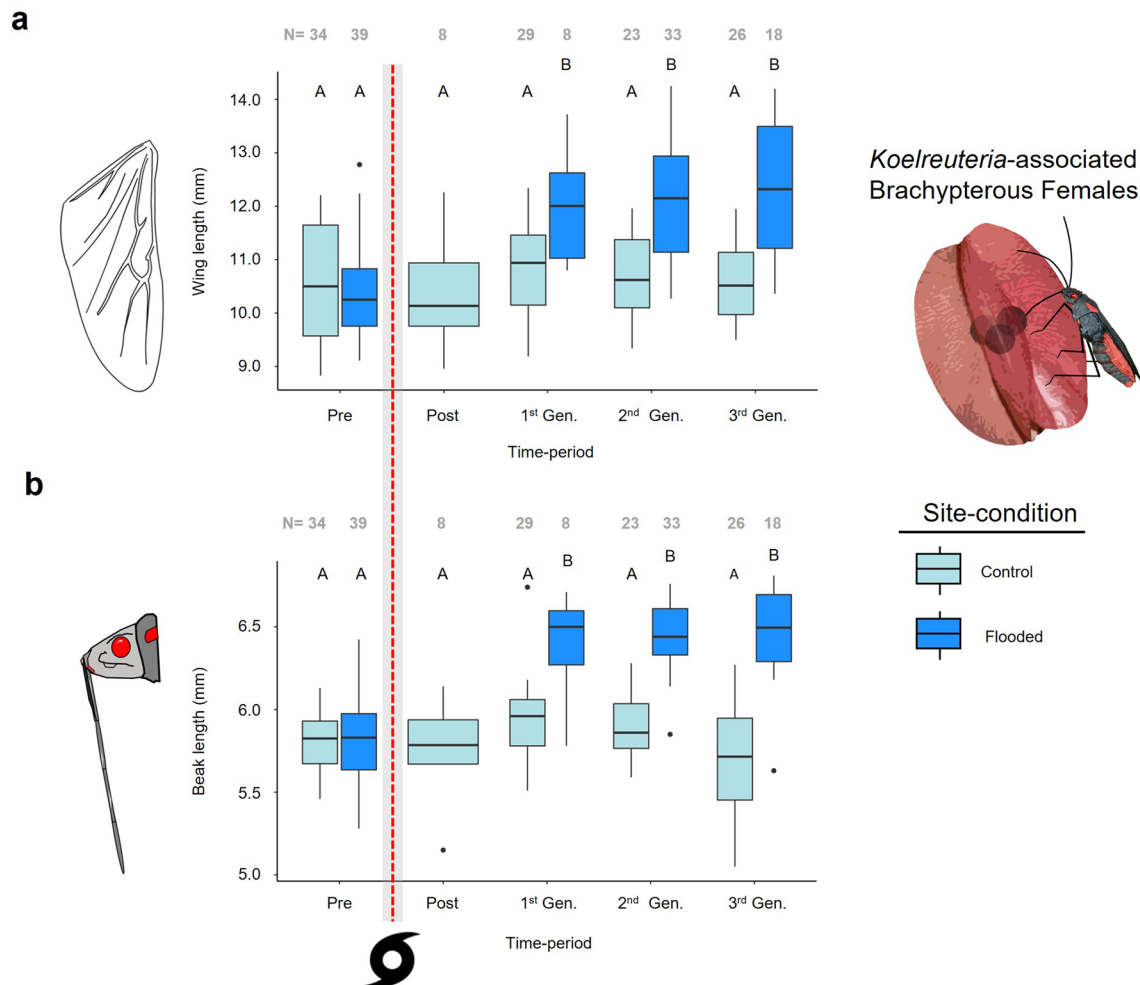 a
N= 34 39 8 29 8 23 33 26 18
B B B
A A A A A A
14.0
13.0
12.0
11.0
10.0
9.0
Wing length (mm)
Pre Post 1st Gen. 2nd Gen. 3rd Gen.
Time-period
Koelreuteria-associated
Brachypterous Females
b
N= 34 39 8 29 8 23 33 26 18
B B B
A A A A A A
6.5
6.0
5.5
5.0
Beak length (mm)
Pre Post 1st Gen. 2nd Gen. 3rd Gen.
Time-period
Site-condition
Control
Flooded